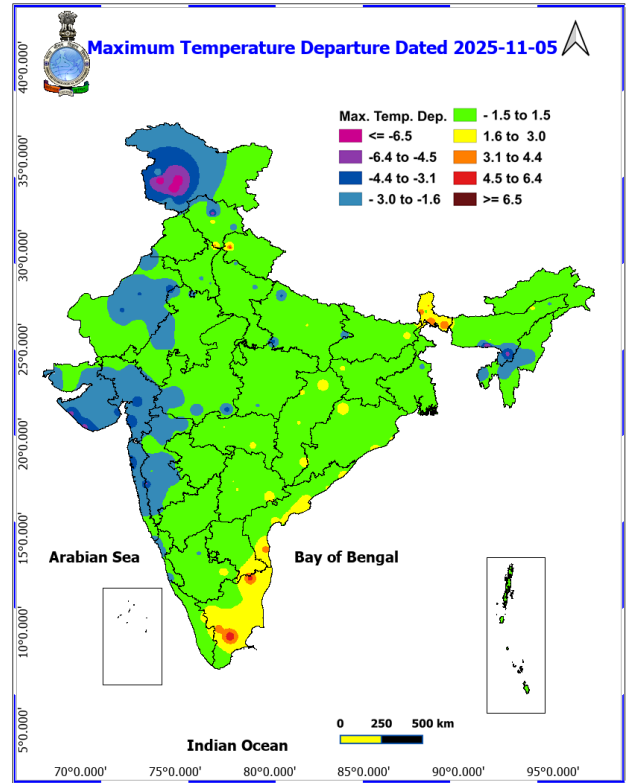 Maximum Temperature Departure Dated 2025-11-05
Max. Temp. Dep.
<= -6.5
-6.4 to -4.5
-4.4 to -3.1
- 3.0 to -1.6
- 1.5 to 1.5
1.6 to 3.0
3.1 to 4.4
4.5 to 6.4
>= 6.5
40°0.000'
35°0.000'
30°0.000'
25°0.000'
20°0.000'
15°0.000'
10°0.000'
5°0.000'
Arabian Sea
Bay of Bengal
0 250 500 km
Indian Ocean
70°0.000' 75°0.000' 80°0.000' 85°0.000' 90°0.000' 95°0.000'